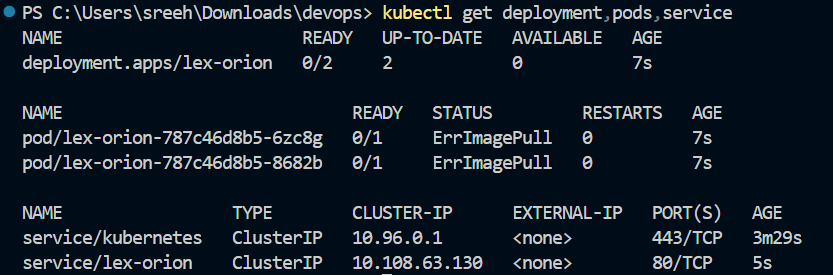 PS C:\Users\sreeh\Downloads\devops> kubectl get deployment,pods,service
NAME READY UP-TO-DATE AVAILABLE AGE
deployment.apps/lex-orion 0/2 2 0 7s
NAME READY STATUS RESTARTS AGE
pod/lex-orion-787c46d8b5-6zc8g 0/1 ErrImagePull 0 7s
pod/lex-orion-787c46d8b5-8682b 0/1 ErrImagePull 0 7s
NAME TYPE CLUSTER-IP EXTERNAL-IP PORT(S) AGE
service/kubernetes ClusterIP 10.96.0.1 <none> 443/TCP 3m29s
service/lex-orion ClusterIP 10.108.63.130 <none> 80/TCP 5s